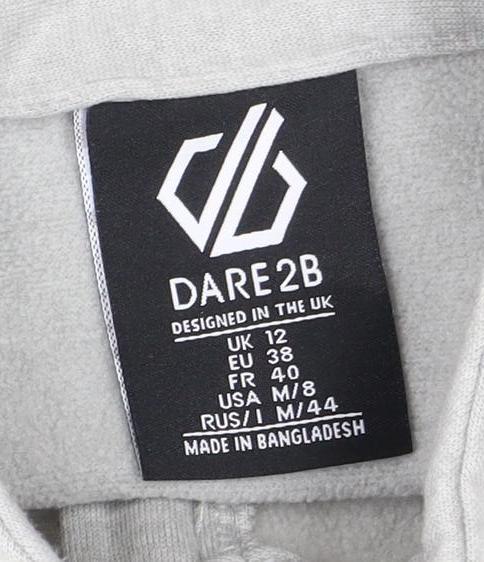 DARE2B
DESIGNED IN THE UK
UK 12
EU 38
FR 40
USA M/8
RUS/I M/44
MADE IN BANGLADESH